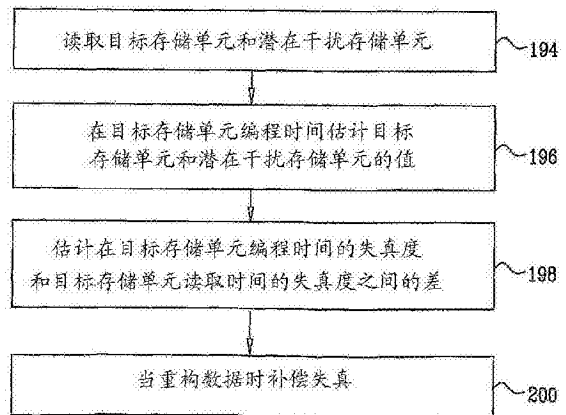 读取目标存储单元和潜在干扰存储单元
194
在目标存储单元编程时间估计目标
存储单元和潜在干扰存储单元的值
196
估计在目标存储单元编程时间的失真度
和目标存储单元读取时间的失真度之间的差
198
当重构数据时补偿失真
200